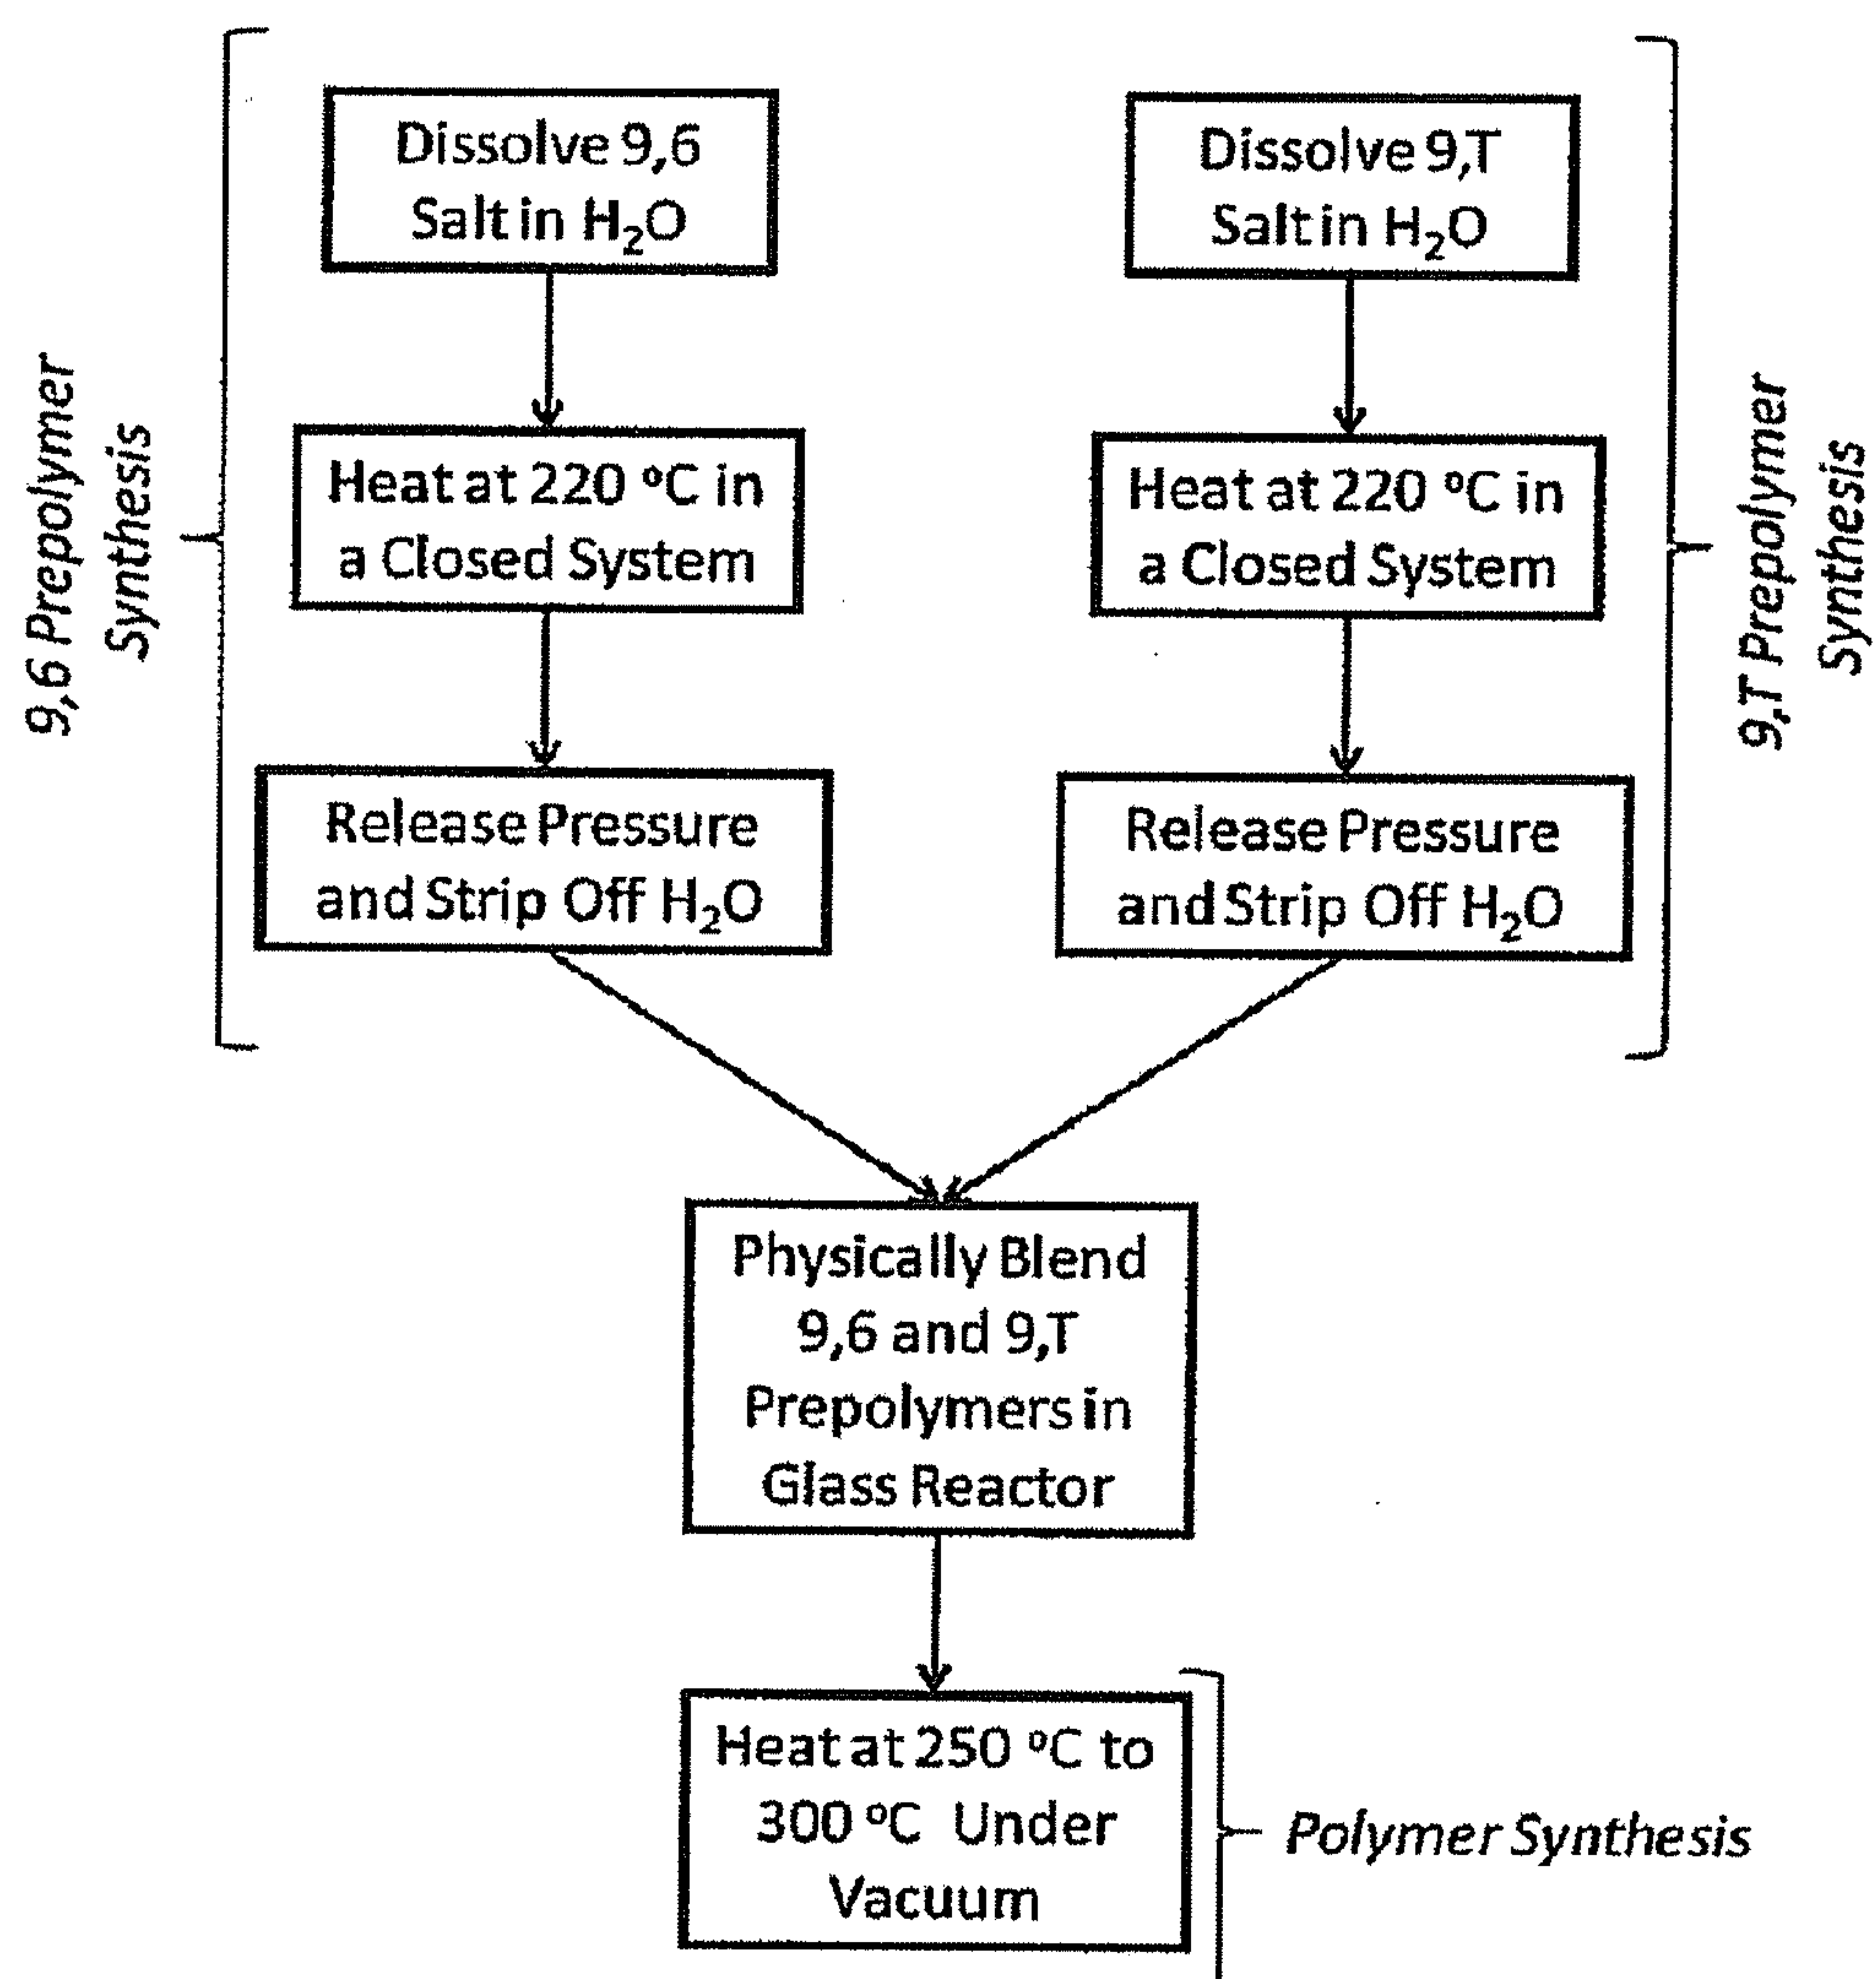 9,6 Prepolymer
Synthesis
Dissolve 9,6
Salt in H₂O
Heat at 220 °C in
a Closed System
Release Pressure
and Strip Off H₂O
Dissolve 9,T
Salt in H₂O
Heat at 220 °C in
a Closed System
Release Pressure
and Strip Off H₂O
9,T Prepolymer
Synthesis
Physically Blend
9,6 and 9,T
Prepolymers in
Glass Reactor
Heat at 250 °C to
300 °C Under
Vacuum
Polymer Synthesis